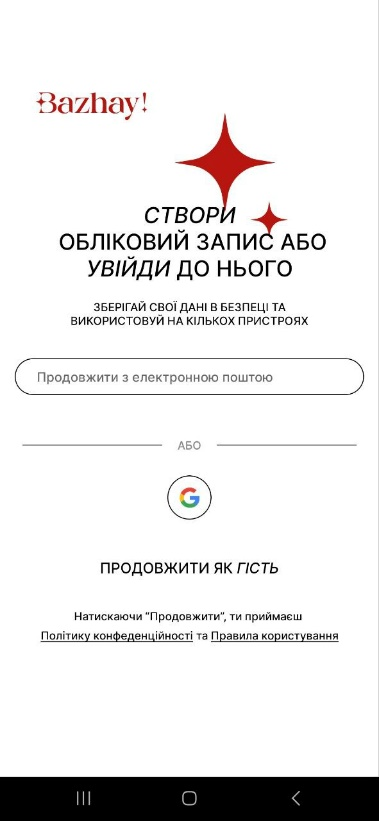 Bazhay!
СТВОРИ
ОБЛІКОВИЙ ЗАПИС АБО
УВІЙДИ ДО НЬОГО
ЗБЕРІГАЙ СВОЇ ДАНІ В БЕЗПЕЦІ ТА
ВИКОРИСТОВУЙ НА КІЛЬКОХ ПРИСТРОЯХ
Продовжити з електронною поштою
АБО
G
ПРОДОВЖИТИ ЯК ГІСТЬ
Натискаючи "Продовжити", ти приймаєш
Політику конфеденційності та Правила користування